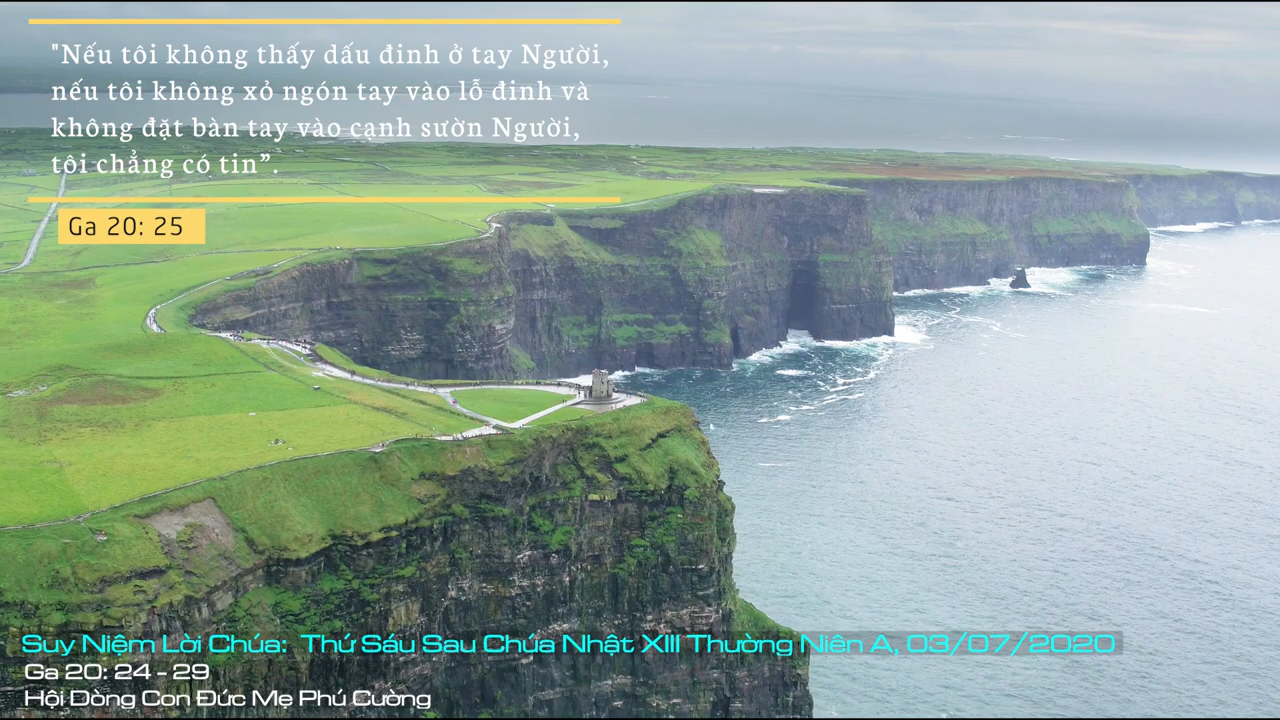 "Nếu tôi không thấy dấu đinh ở tay Người,
nếu tôi không xỏ ngón tay vào lỗ đinh và
không đặt bàn tay vào cạnh sườn Người,
tôi chẳng có tin”.
Ga 20: 25
Suy Niệm Lời Chúa: Thứ Sáu Sau Chúa Nhật XIII Thường Niên A, 03/07/2020
Ga 20: 24 - 29
Hội Dòng Con Đức Mẹ Phú Cường